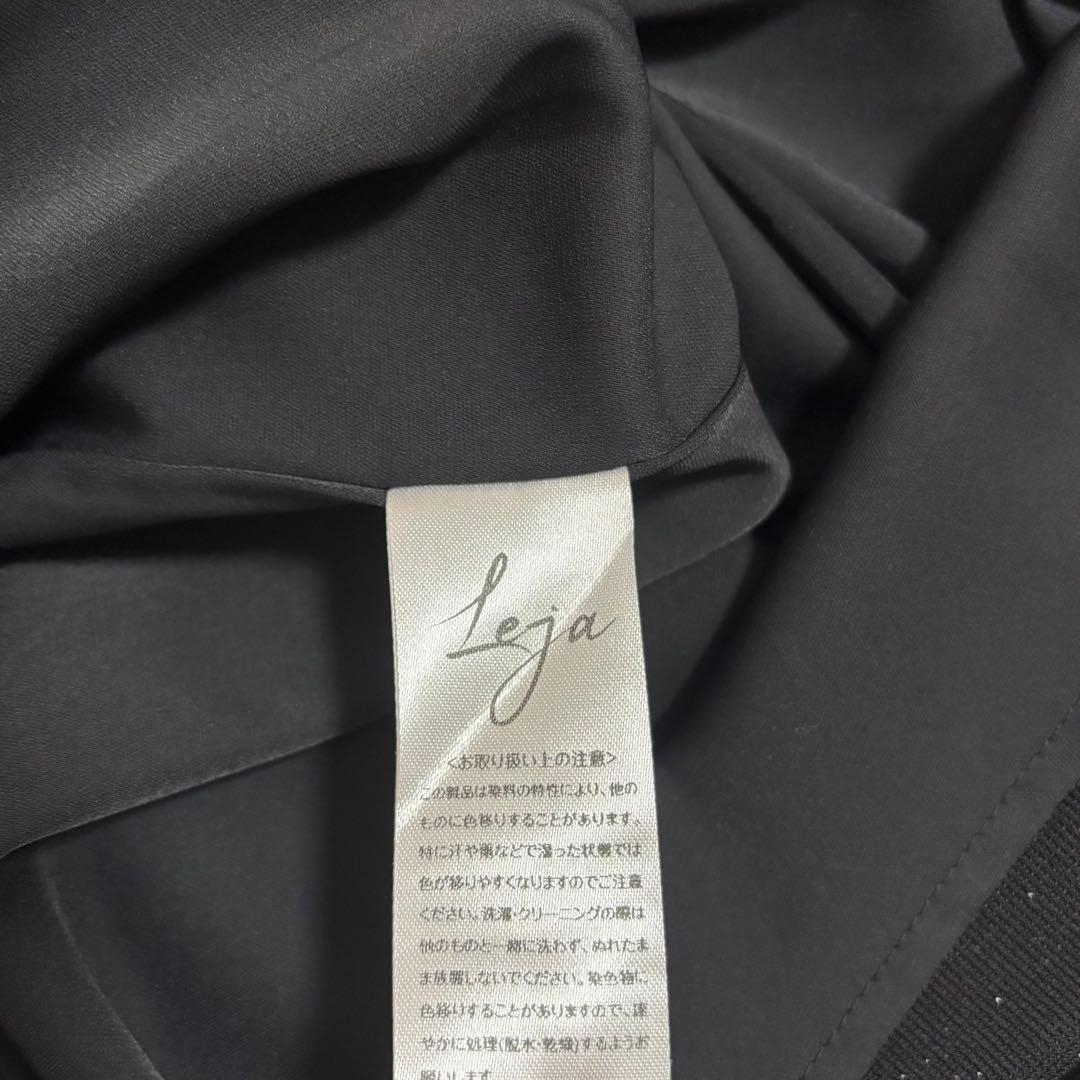 Leja
<お取り扱い上の注意>
この製品は染料の特性により、他の
ものに色移りすることがあります。
特に汗や雨などで湿った状態では
色が移りやすくなりますのでご注意
ください。洗濯・クリーニングの際は
他のものと一緒に洗わず、ぬれたま
ま放置しないでください。染色物に
色移りすることがありますので、速
やかに処理(脱水・乾燥)するようお
願いします